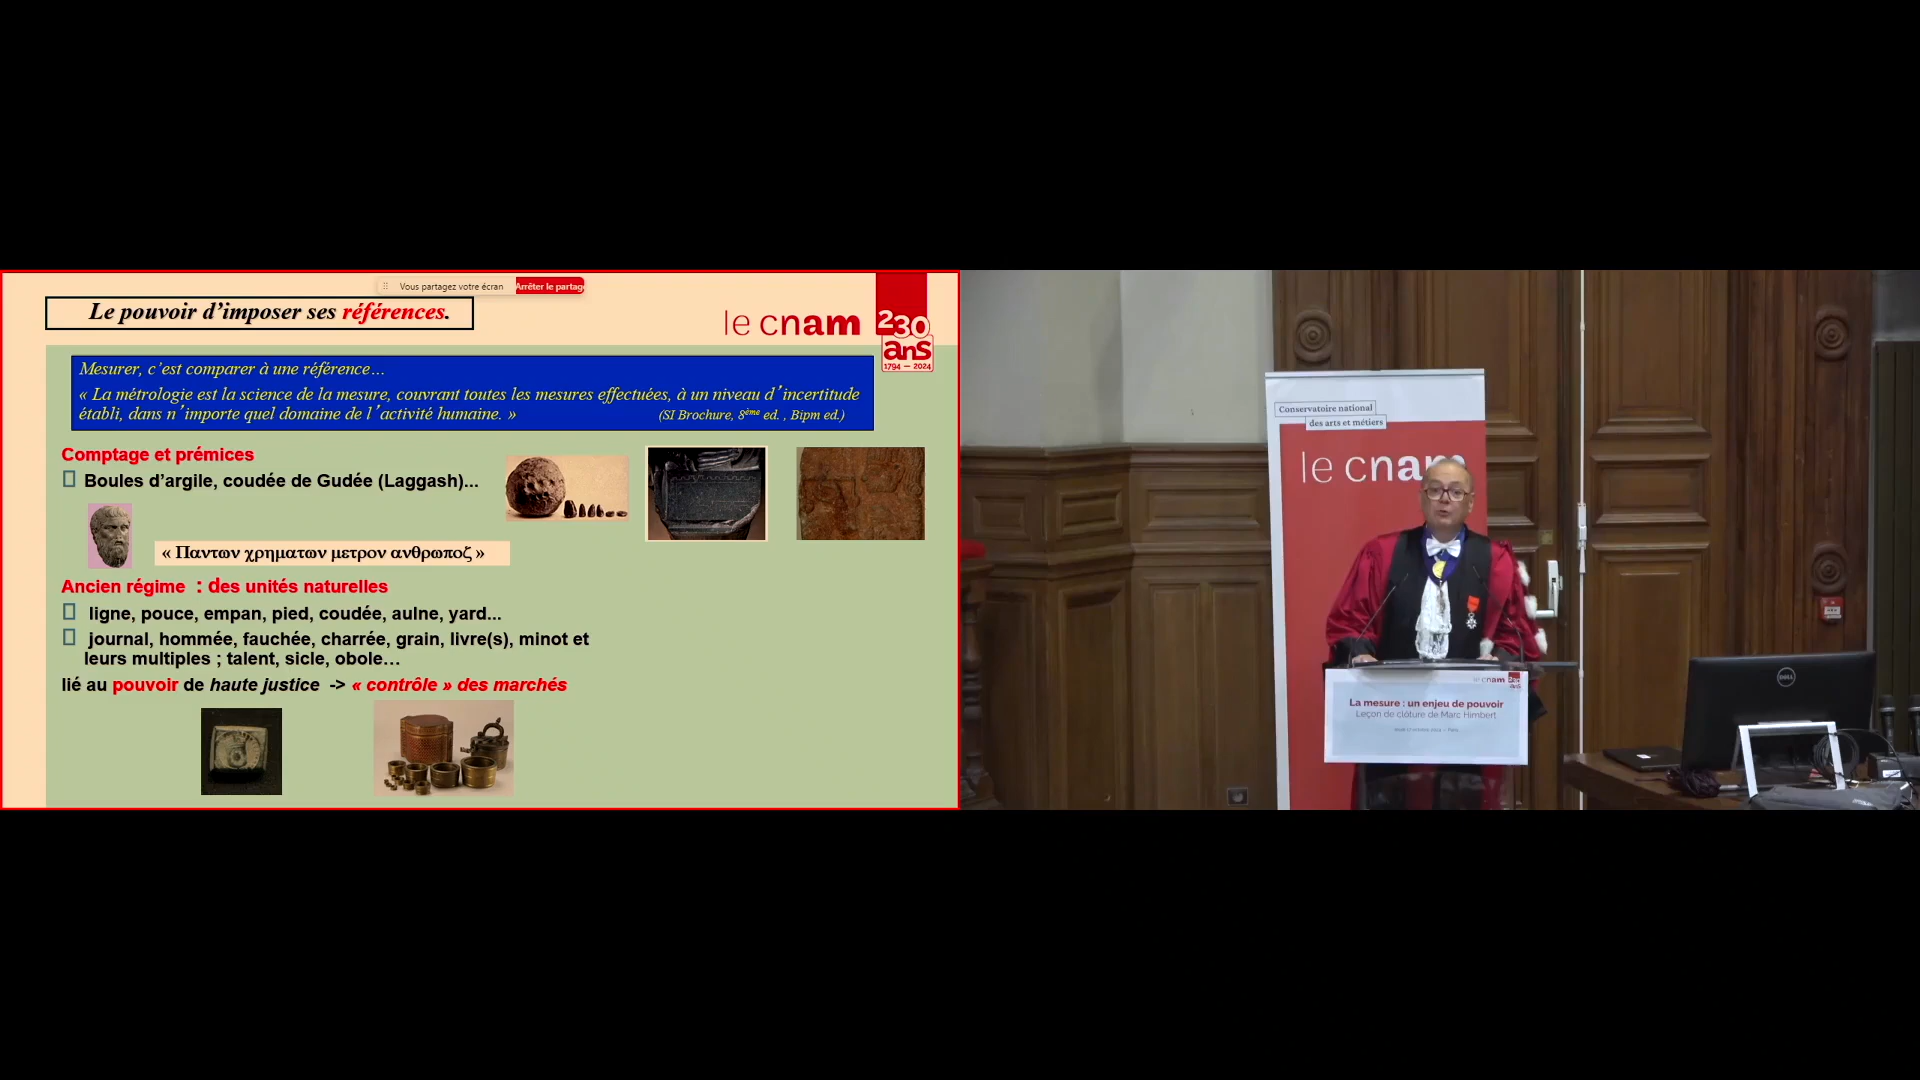 Vous partagez votre écran
Arrêter le partag
Le pouvoir d’imposer ses références.
le cnam
230
ans
1794 — 2024
Mesurer, c’est comparer à une référence…
« La métrologie est la science de la mesure, couvrant toutes les mesures effectuées, à un niveau d’incertitude
établi, dans n’importe quel domaine de l’activité humaine. »
(SI Brochure, 8ème ed. , Bipm ed.)
Comptage et prémices
Boules d’argile, coudée de Gudée (Laggash)...
« Παντων χρηματων μετρον ανθρωποζ »
Ancien régime : des unités naturelles
ligne, pouce, empan, pied, coudée, aulne, yard...
journal, hommée, fauchée, charrée, grain, livre(s), minot et
leurs multiples ; talent, sicle, obole…
lié au pouvoir de haute justice -> « contrôle » des marchés
Conservatoire national
des arts et métiers
le cnam
le cnam
La mesure : un enjeu de pouvoir
Leçon de clôture de Marc Himbert
DELL